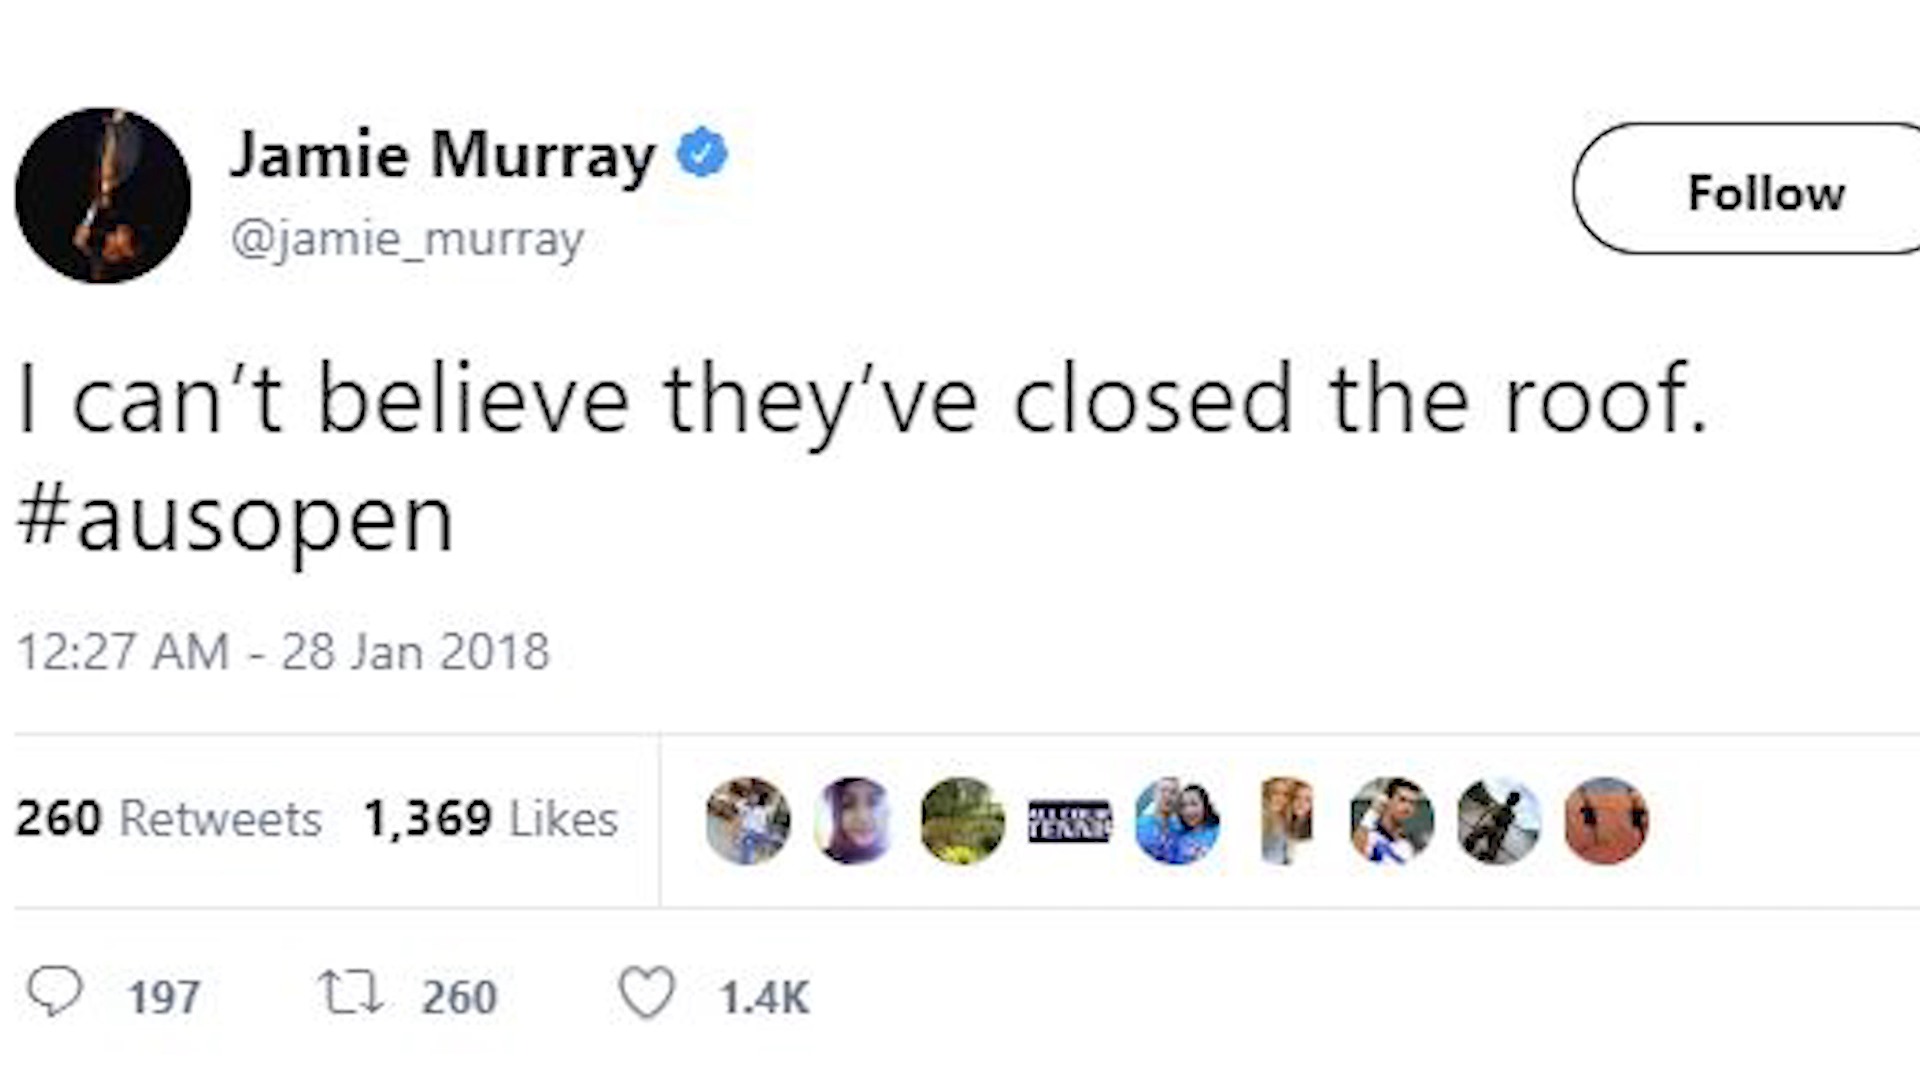 Jamie Murray
@jamie_murray
Follow
I can’t believe they’ve closed the roof.
#ausopen
12:27 AM - 28 Jan 2018
260 Retweets 1,369 Likes
TENNIS
197 260 1.4K